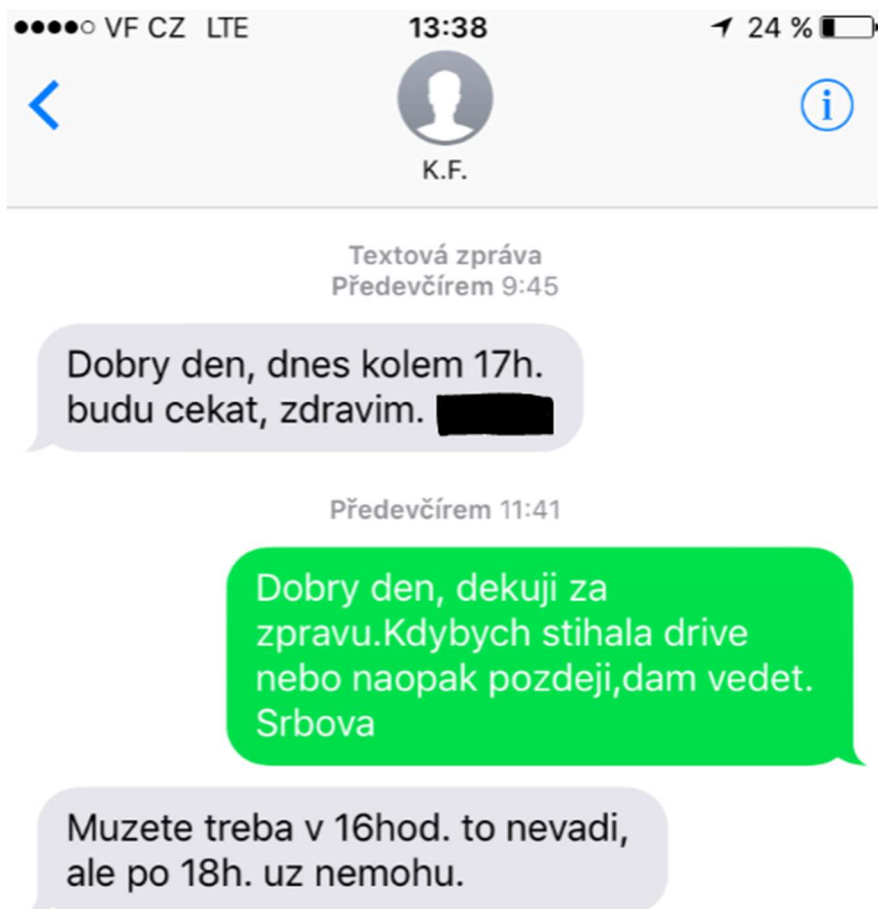 VF CZ LTE 13:38 24 %
K.F.
Textová zpráva
Předevčírem 9:45
Dobry den, dnes kolem 17h.
budu cekat, zdravim.
Předevčírem 11:41
Dobry den, dekuji za
zpravu.Kdybych stihala drive
nebo naopak pozdeji,dam vedet.
Srbova
Muzete treba v 16hod. to nevadi,
ale po 18h. uz nemohu.